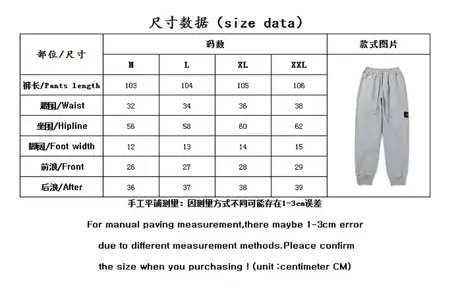 尺寸数据（size data）
部位/尺寸
码数
款式图片
M L XL XXL
裤长/Pants length 103 104 105 106
腰围/Waist 32 34 36 38
坐围/Hipline 56 58 60 62
脚阔/Foot width 12 13 14 15
前浪/Front 26 27 28 29
后浪/After 36 37 38 39
手工平铺测量：因测量方式不同可能存在1-3cm误差
For manual paving measurement,there maybe 1-3cm error
due to different measurement methods.Pleace confirm
the size when you purchasing ! (unit :centimeter CM)